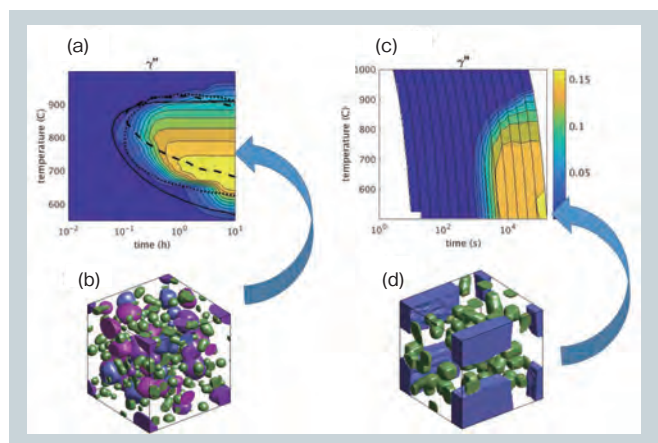 (a)
γ"
temperature (C)
900
800
700
600
10⁻² 10⁻¹ 10⁰ 10¹
time (h)
(b)
(c)
γ"
temperature (C)
1000
900
800
700
600
10⁰ 10² 10⁴
time (s)
0.15
0.1
0.05
(d)